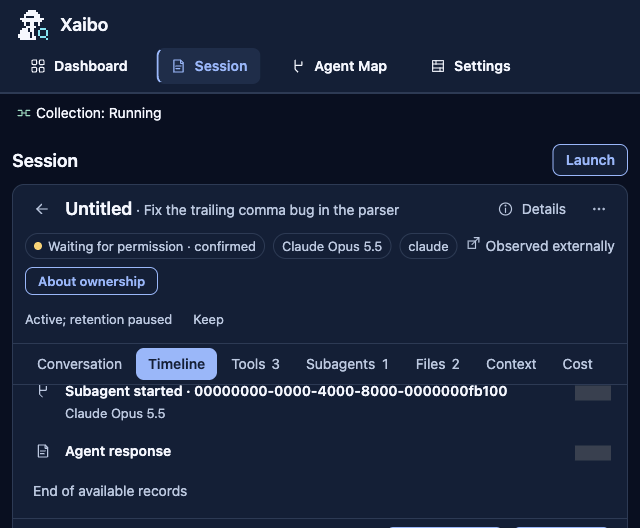 Xaibo
Dashboard
Session
Agent Map
Settings
Collection: Running
Session
Launch
Untitled · Fix the trailing comma bug in the parser
Details
Waiting for permission · confirmed
Claude Opus 5.5
claude
Observed externally
About ownership
Active; retention paused
Keep
Conversation
Timeline
Tools 3
Subagents 1
Files 2
Context
Cost
Subagent started · 00000000-0000-4000-8000-0000000fb100
Claude Opus 5.5
Agent response
End of available records